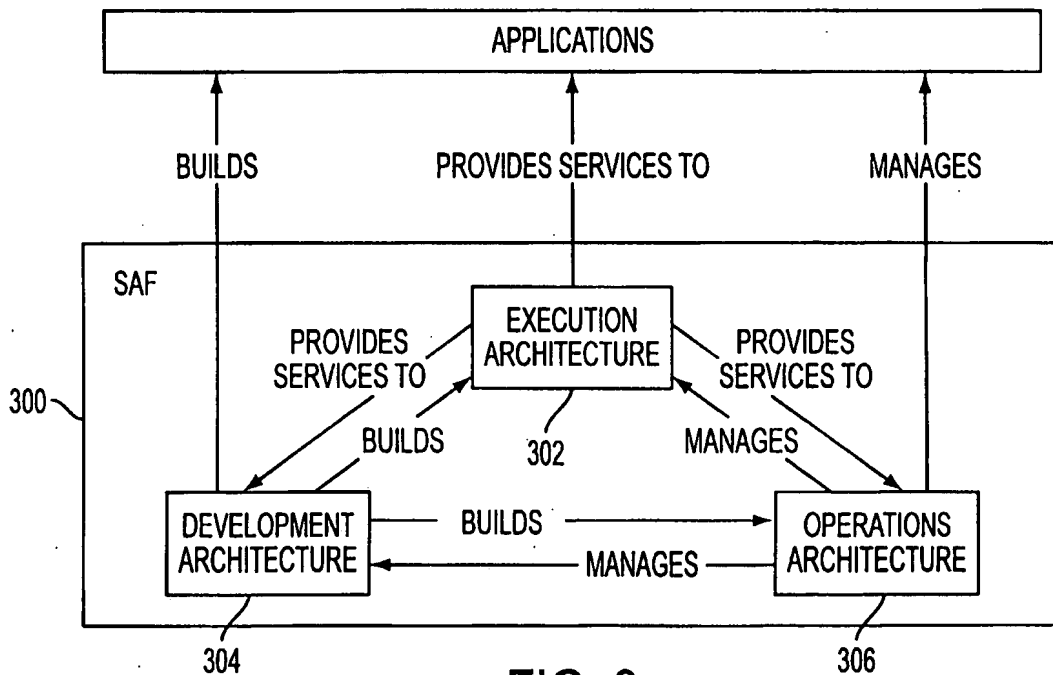 APPLICATIONS
BUILDS
PROVIDES SERVICES TO
MANAGES
SAF
EXECUTION
ARCHITECTURE
PROVIDES
SERVICES TO
PROVIDES
SERVICES TO
300
BUILDS
302
MANAGES
DEVELOPMENT
ARCHITECTURE
BUILDS
MANAGES
OPERATIONS
ARCHITECTURE
304
306